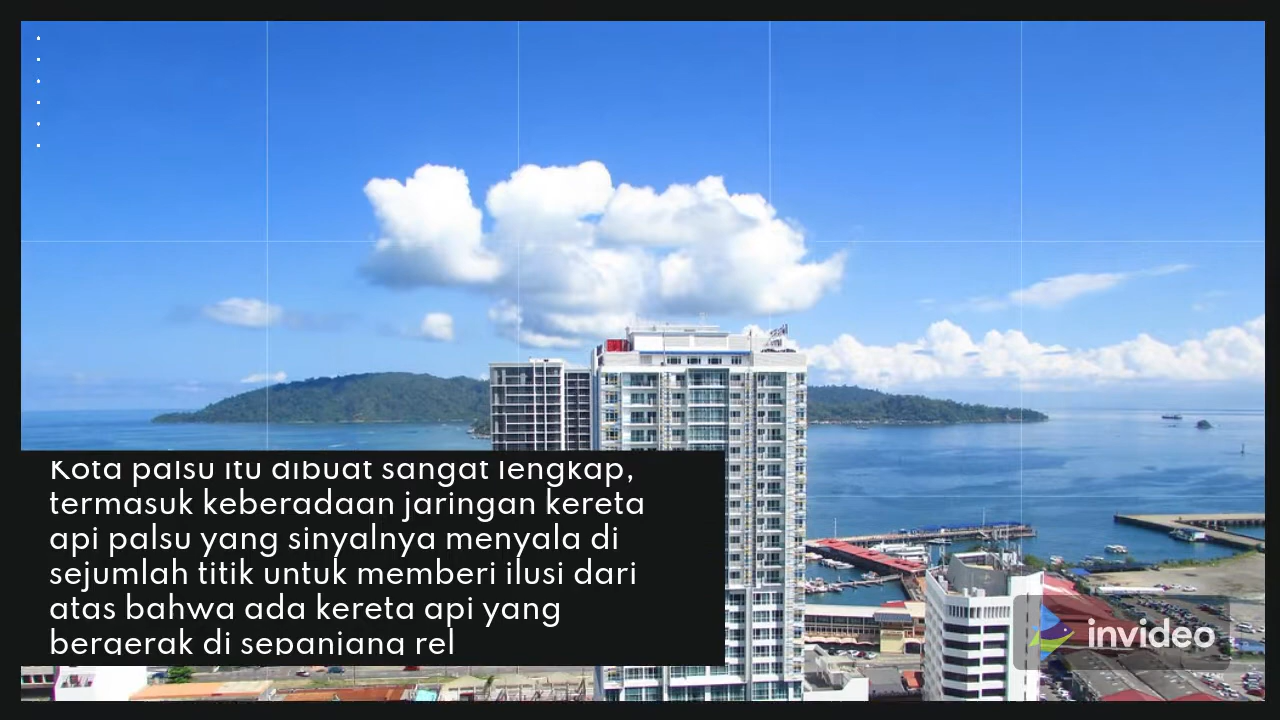 Kota palsu itu dibuat sangat lengkap,
termasuk keberadaan jaringan kereta
api palsu yang sinyalnya menyala di
sejumlah titik untuk memberi ilusi dari
atas bahwa ada kereta api yang
bergerak di sepanjang rel
invideo